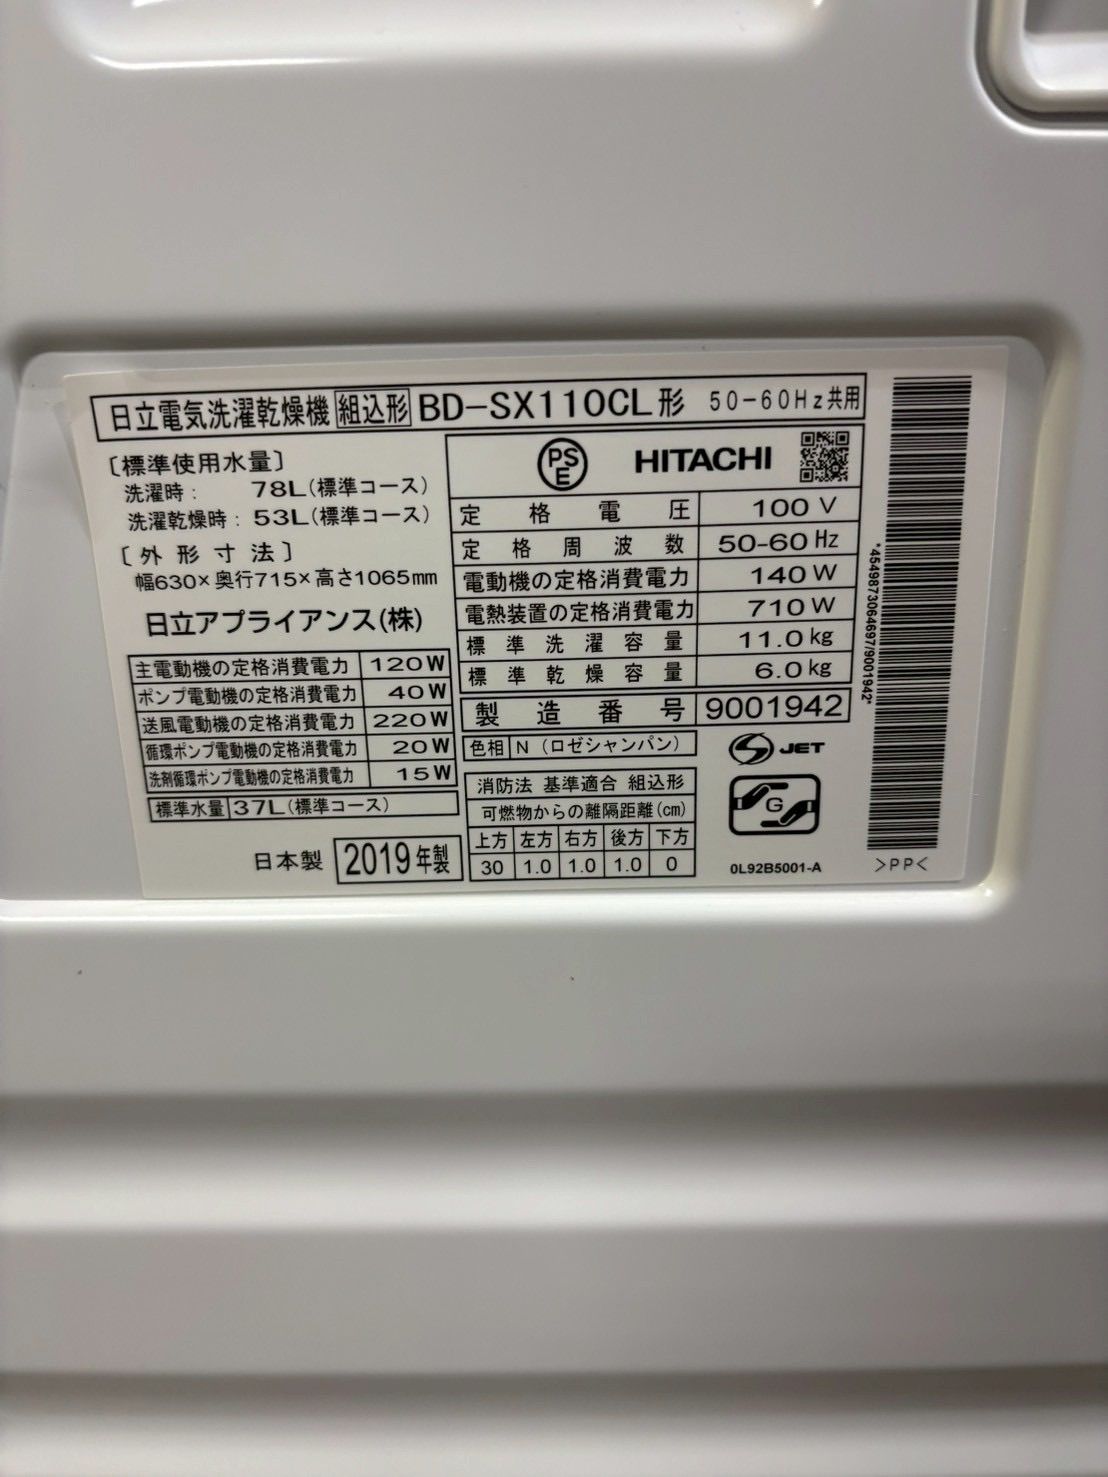 日立電気洗濯乾燥機 組込形 BD-SX110CL形 50-60Hz共用
〔標準使用水量〕
洗濯時: 78L(標準コース)
洗濯乾燥時: 53L(標準コース)
〔外形寸法〕
幅630×奥行715×高さ1065mm
日立アプライアンス(株)
主電動機の定格消費電力 120W
ポンプ電動機の定格消費電力 40W
送風電動機の定格消費電力 220W
循環ポンプ電動機の定格消費電力 20W
洗剤循環ポンプ電動機の定格消費電力 15W
標準水量 37L(標準コース)
日本製 2019年製
PSE HITACHI
定格電圧 100V
定格周波数 50-60Hz
電動機の定格消費電力 140W
電熱装置の定格消費電力 710W
標準洗濯容量 11.0kg
標準乾燥容量 6.0kg
製造番号 9001942
色相 N (ロゼシャンパン)
消防法 基準適合 組込形
可燃物からの離隔距離(cm)
上方 左方 右方 後方 下方
30 1.0 1.0 1.0 0
S JET
G
0L92B5001-A
*4549873064697/9001942*
>PP<